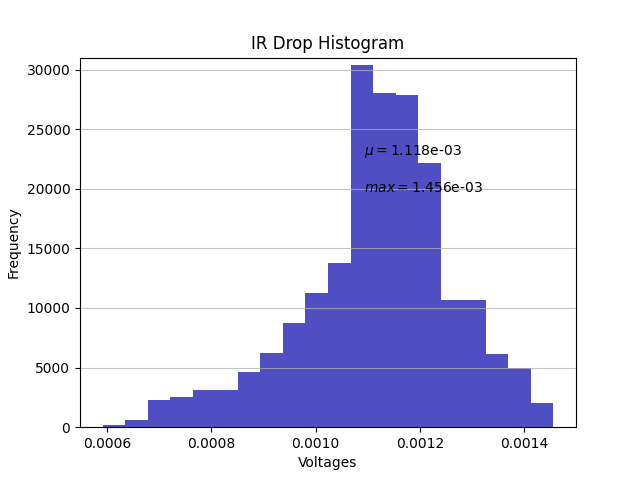 IR Drop Histogram
30000
25000
20000
15000
10000
5000
0
Frequency
μ = 1.118e-03
max = 1.456e-03
0.0006 0.0008 0.0010 0.0012 0.0014
Voltages